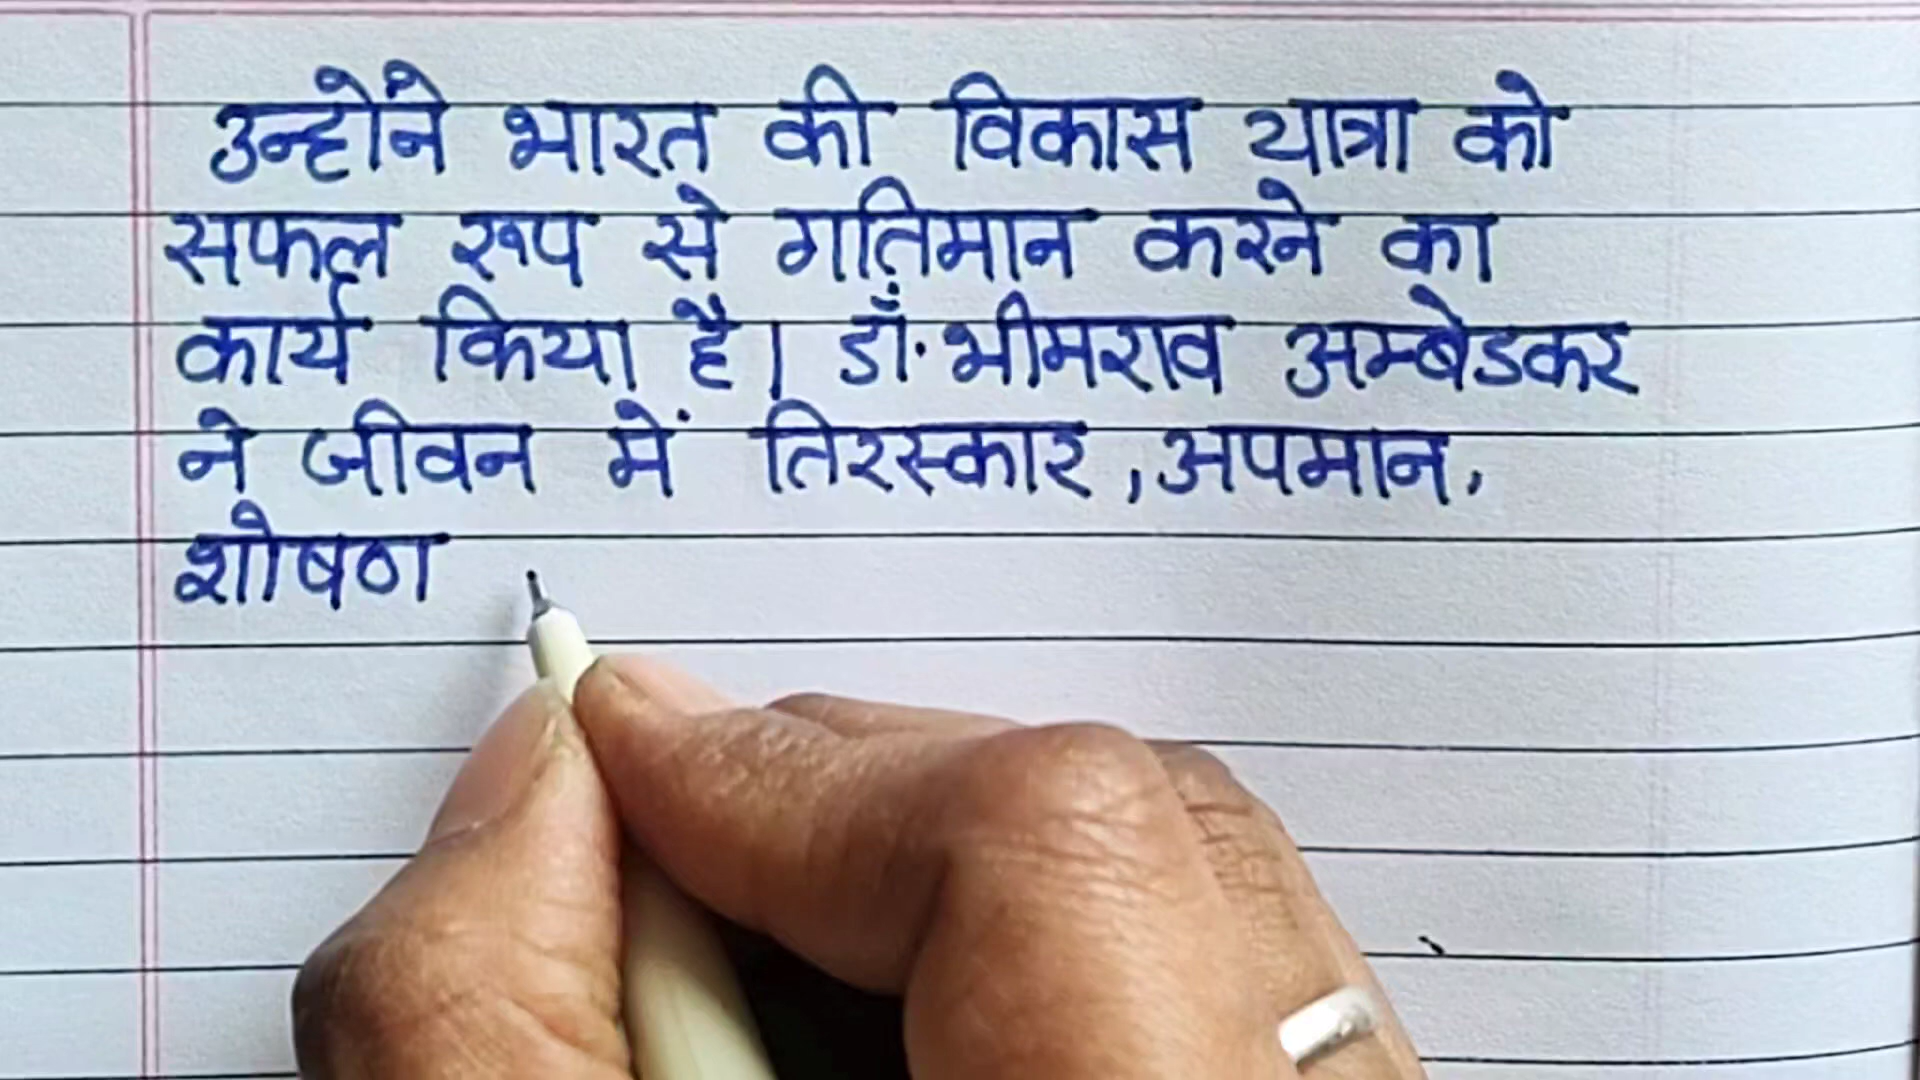 उन्होंने भारत की विकास यात्रा को
सफल रूप से गतिमान करने का
कार्य किया है। डॉ. भीमराव अम्बेडकर
ने जीवन में तिरस्कार, अपमान,
शोषण